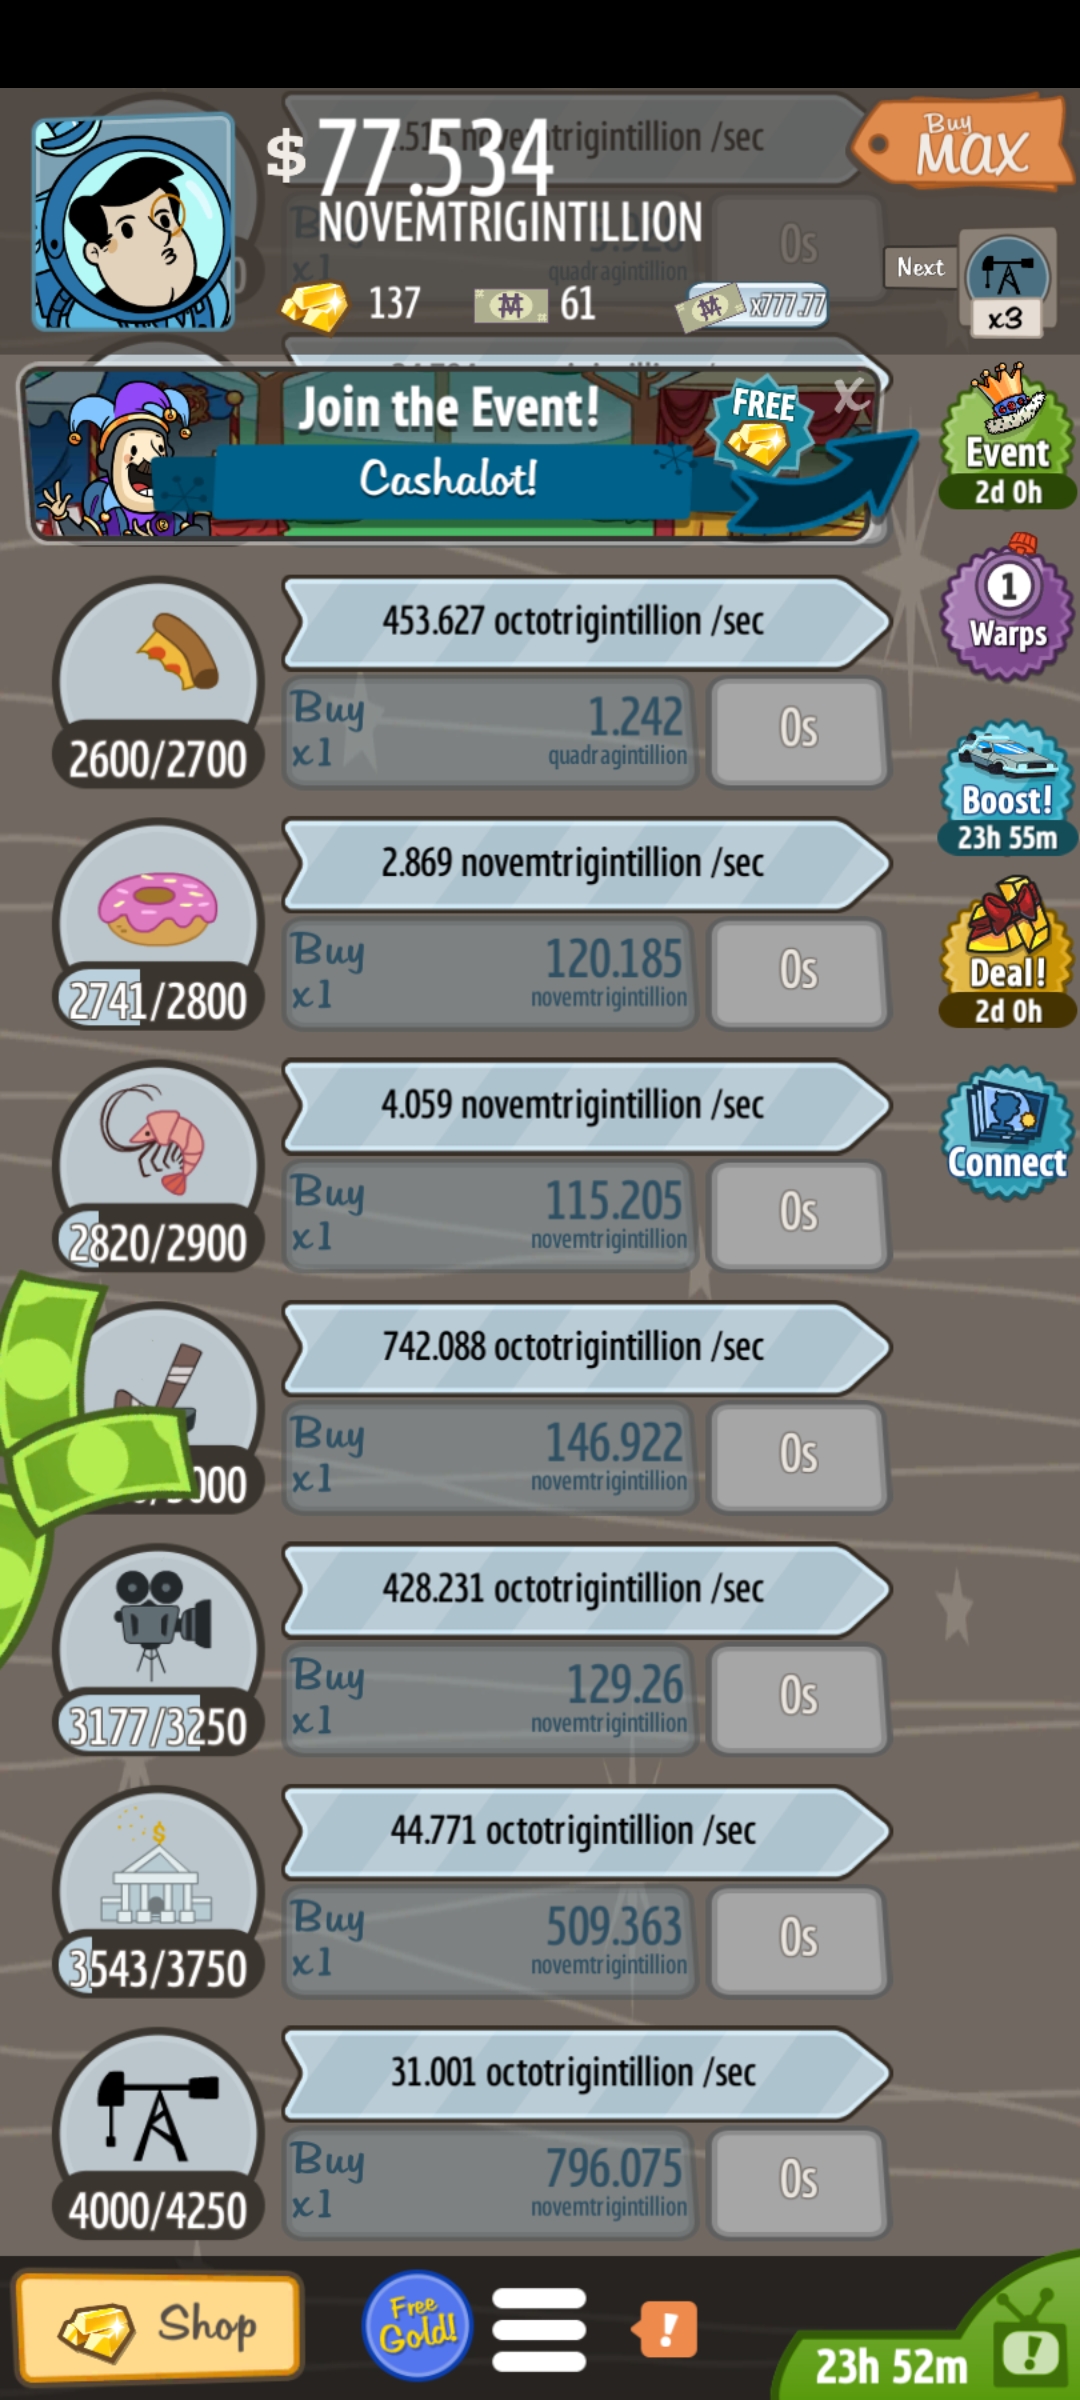 $77.534
NOVEMTRIGINTILLION
novemtrigintillion /sec
Buy
MAX
x1
quadragintillion
0s
Next
x3
137
61
x777.77
Join the Event!
Cashalot!
FREE
X
Event
2d 0h
453.627 octotrigintillion /sec
Buy
x1
1.242
quadragintillion
0s
2600/2700
1
Warps
2.869 novemtrigintillion /sec
Buy
x1
120.185
novemtrigintillion
0s
2741/2800
Boost!
23h 55m
Deal!
2d 0h
4.059 novemtrigintillion /sec
Buy
x1
115.205
novemtrigintillion
0s
2820/2900
Connect
742.088 octotrigintillion /sec
Buy
x1
146.922
novemtrigintillion
0s
428.231 octotrigintillion /sec
Buy
x1
129.26
novemtrigintillion
0s
3177/3250
$
44.771 octotrigintillion /sec
Buy
x1
509.363
novemtrigintillion
0s
3543/3750
31.001 octotrigintillion /sec
Buy
x1
796.075
novemtrigintillion
0s
4000/4250
Shop
Free
Gold!
!
23h 52m
!